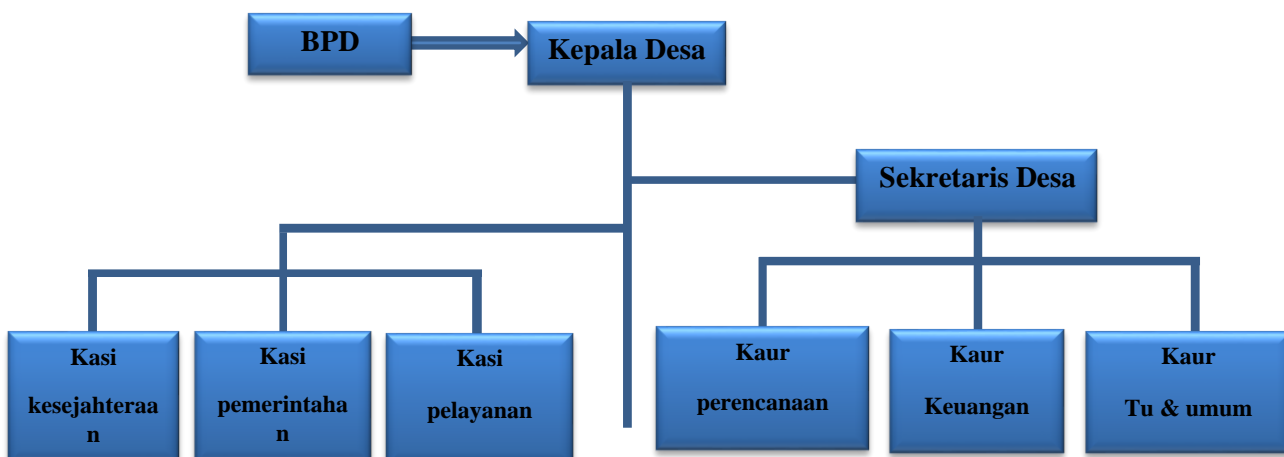 BPD
Kepala Desa
Sekretaris Desa
Kasi
kesejahteraa
n
Kasi
pemerintaha
n
Kasi
pelayanan
Kaur
perencanaan
Kaur
Keuangan
Kaur
Tu & umum